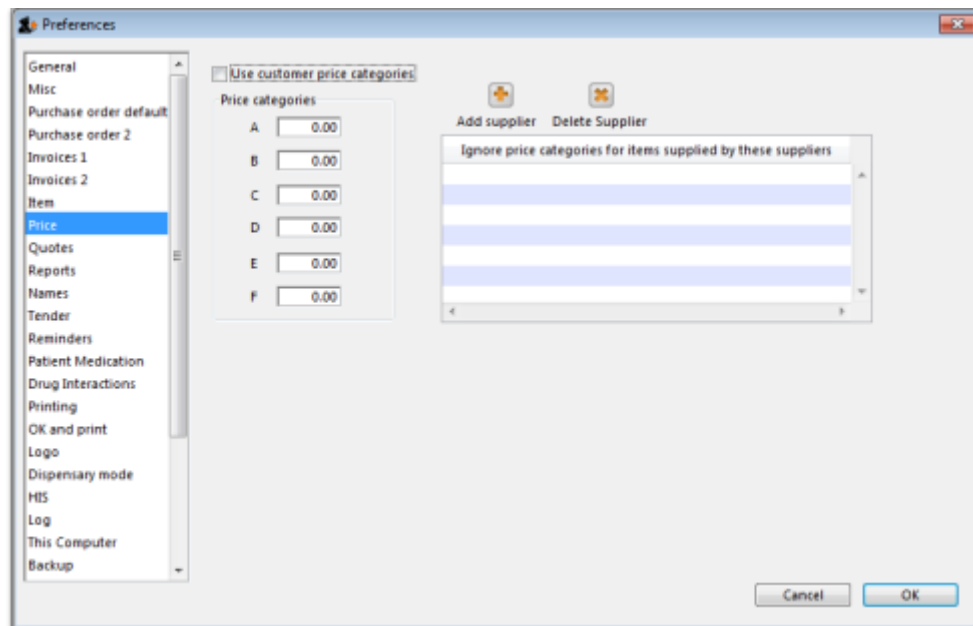 Preferences
General
Misc
Purchase order default
Purchase order 2
Invoices 1
Invoices 2
Item
Price
Quotes
Reports
Names
Tender
Reminders
Patient Medication
Drug Interactions
Printing
OK and print
Logo
Dispensary mode
HIS
Log
This Computer
Backup
Use customer price categories
Price categories
A 0.00
B 0.00
C 0.00
D 0.00
E 0.00
F 0.00
Add supplier Delete Supplier
Ignore price categories for items supplied by these suppliers
Cancel OK